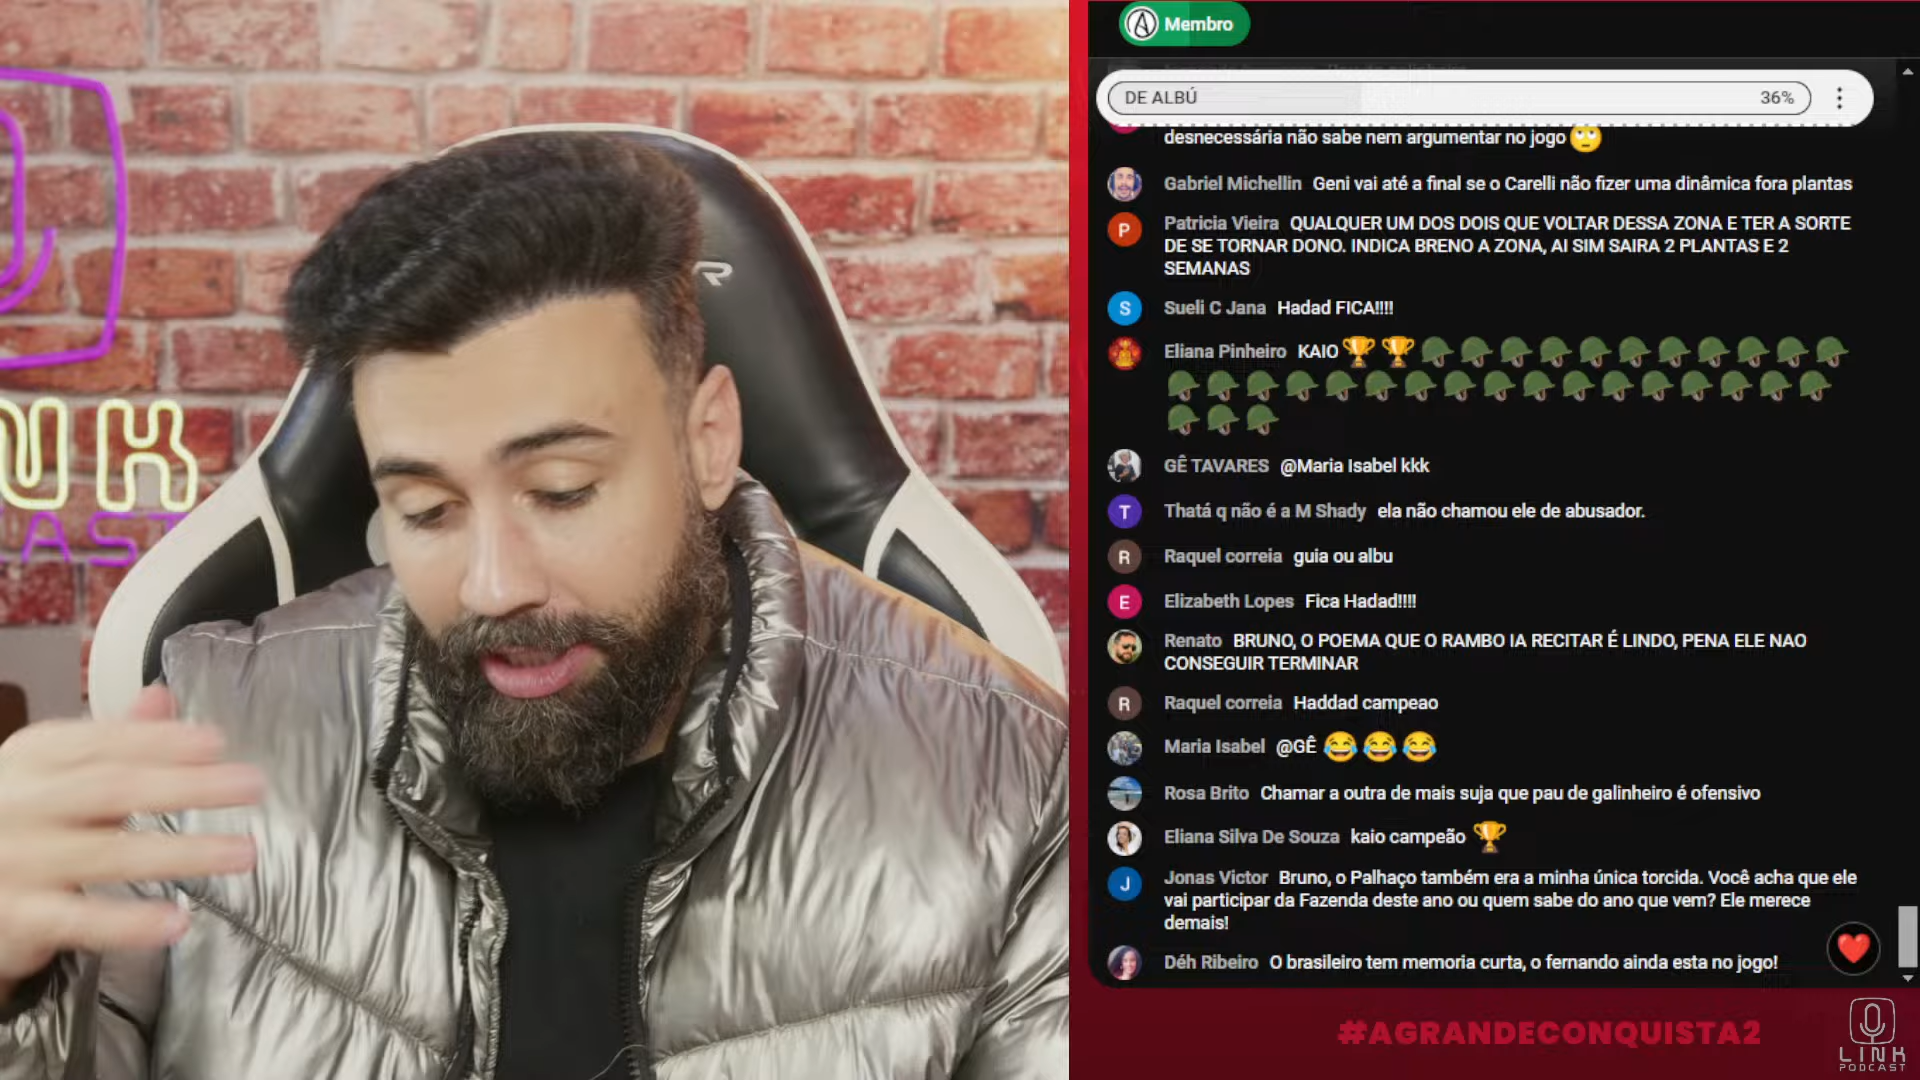 Membro
DE ALBÚ 36%
desnecessária não sabe nem argumentar no jogo 🙄
Gabriel Michellin Geni vai até a final se o Carelli não fizer uma dinâmica fora plantas
P Patricia Vieira QUALQUER UM DOS DOIS QUE VOLTAR DESSA ZONA E TER A SORTE
DE SE TORNAR DONO. INDICA BRENO A ZONA, AI SIM SAIRA 2 PLANTAS E 2
SEMANAS
S Sueli C Jana Hadad FICA!!!!
Eliana Pinheiro KAIO 🏆🏆
GÊ TAVARES @Maria Isabel kkk
T Thatá q não é a M Shady ela não chamou ele de abusador.
R Raquel correia guia ou albu
E Elizabeth Lopes Fica Hadad!!!!
Renato BRUNO, O POEMA QUE O RAMBO IA RECITAR É LINDO, PENA ELE NAO
CONSEGUIR TERMINAR
R Raquel correia Haddad campeao
Maria Isabel @GÊ 😂😂😂
Rosa Brito Chamar a outra de mais suja que pau de galinheiro é ofensivo
Eliana Silva De Souza kaio campeão 🏆
J Jonas Victor Bruno, o Palhaço também era a minha única torcida. Você acha que ele
vai participar da Fazenda deste ano ou quem sabe do ano que vem? Ele merece
demais!
Déh Ribeiro O brasileiro tem memoria curta, o fernando ainda esta no jogo!
#AGRANDECONQUISTA2
LINK
PODCAST
NK
AST
R